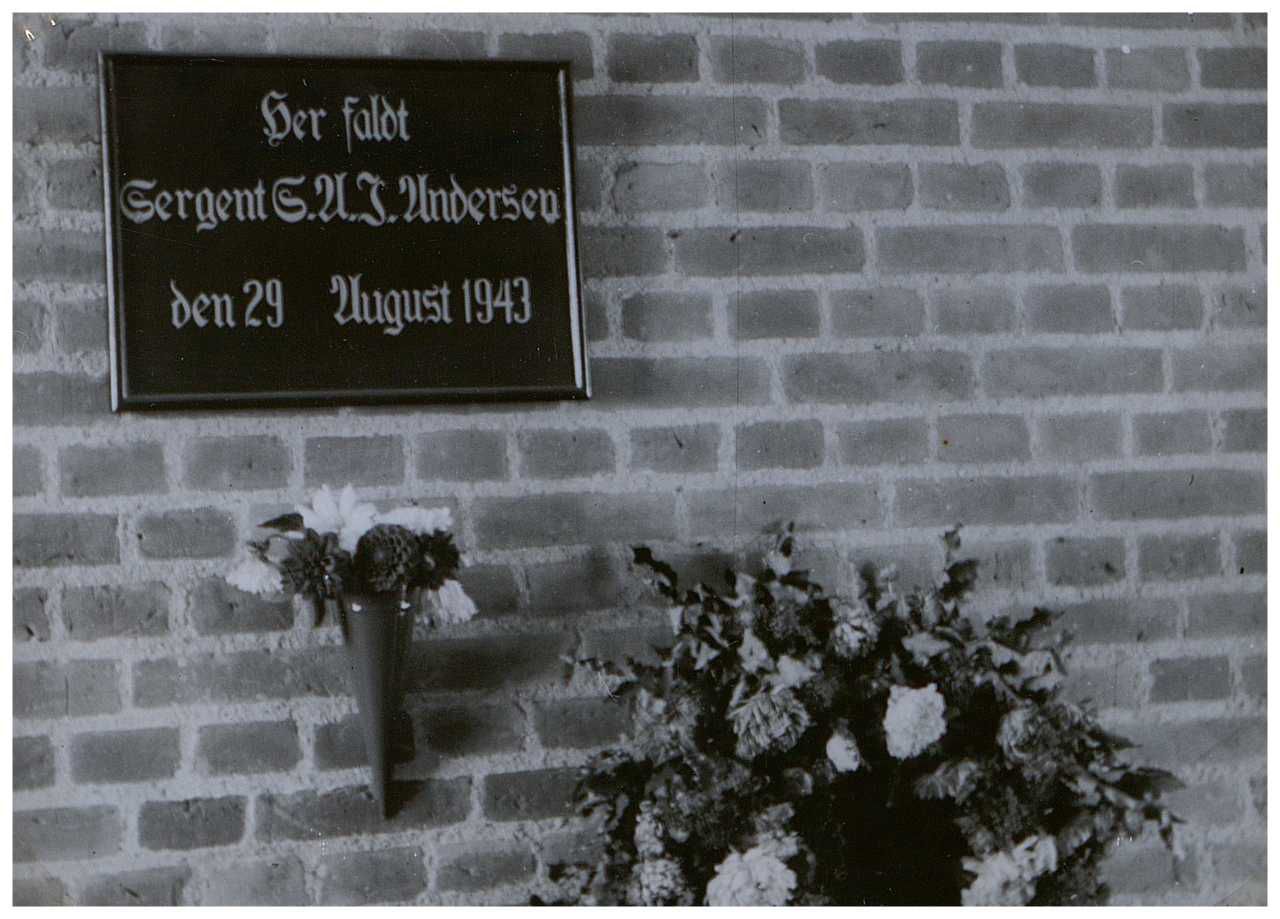 Her faldt
Sergent S.A.J. Andersen
den 29 August 1943